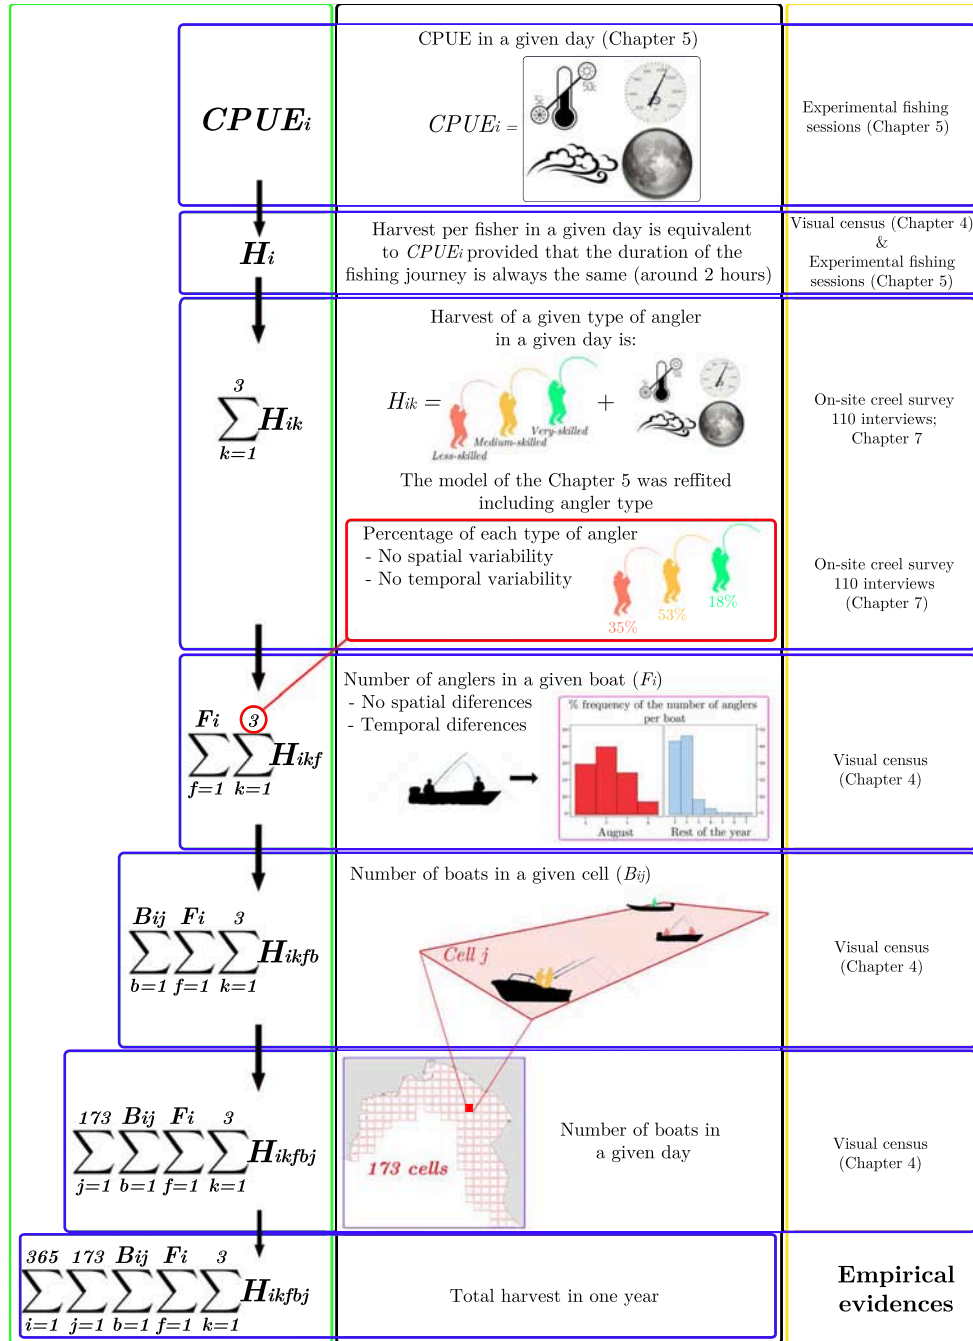 CPUE in a given day (Chapter 5)
CPUEi
CPUEi =
50c
Experimental fishing
sessions (Chapter 5)
Hi
Harvest per fisher in a given day is equivalent
to CPUEi provided that the duration of the
fishing journey is always the same (around 2 hours)
Visual census (Chapter 4)
&
Experimental fishing
sessions (Chapter 5)
Harvest of a given type of angler
in a given day is:
3
∑ Hik
k=1
Hik =
+
Very-skilled
Medium-skilled
Less-skilled
On-site creel survey
110 interviews;
Chapter 7
The model of the Chapter 5 was reffited
including angler type
Percentage of each type of angler
- No spatial variability
- No temporal variability
18%
53%
35%
On-site creel survey
110 interviews
(Chapter 7)
Number of anglers in a given boat (Fi)
- No spatial diferences
- Temporal diferences
Fi 3
∑ ∑ Hikf
f=1 k=1
% frequency of the number of anglers
per boat
August
Rest of the year
Visual census
(Chapter 4)
Number of boats in a given cell (Bij)
Bij Fi 3
∑ ∑ ∑ Hikfb
b=1 f=1 k=1
Cell j
Visual census
(Chapter 4)
173 Bij Fi 3
∑ ∑ ∑ ∑ Hikfbj
j=1 b=1 f=1 k=1
173 cells
Number of boats in
a given day
Visual census
(Chapter 4)
365 173 Bij Fi 3
∑ ∑ ∑ ∑ ∑ Hikfbj
i=1 j=1 b=1 f=1 k=1
Total harvest in one year
Empirical
evidences